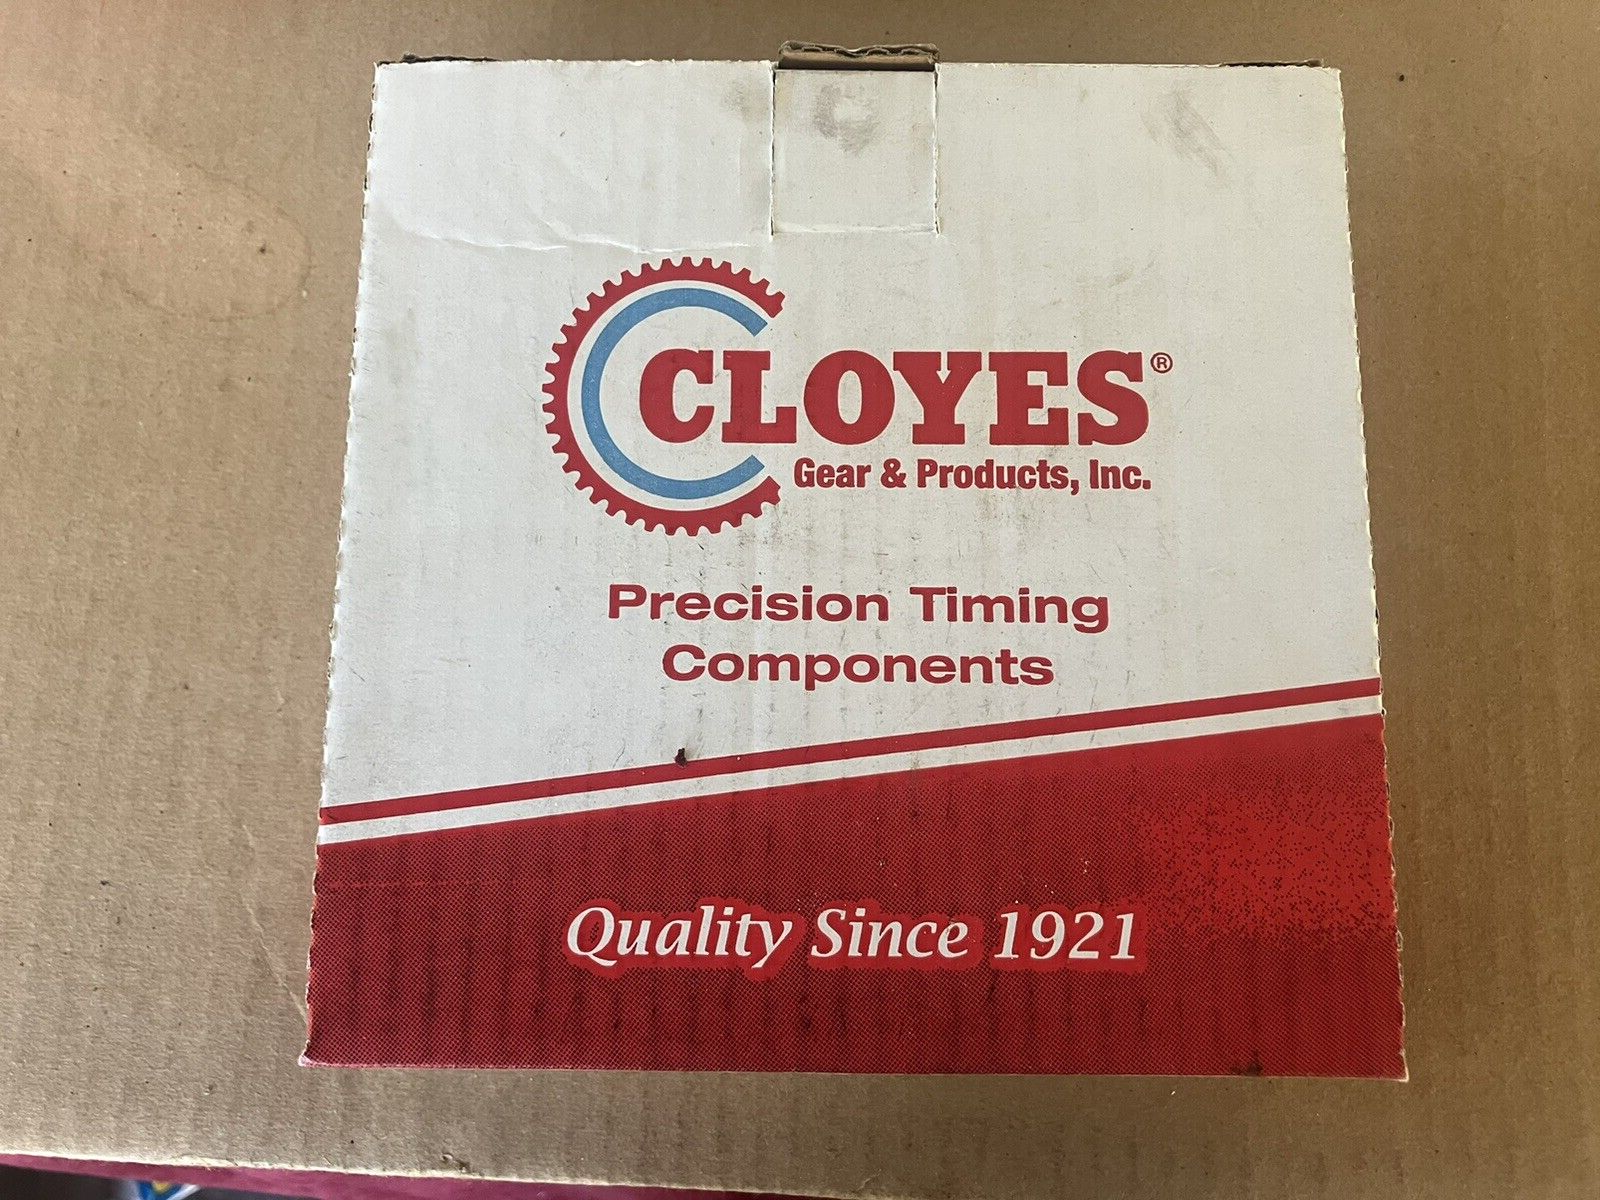 CLOYES®
Gear & Products, Inc.
Precision Timing
Components
Quality Since 1921